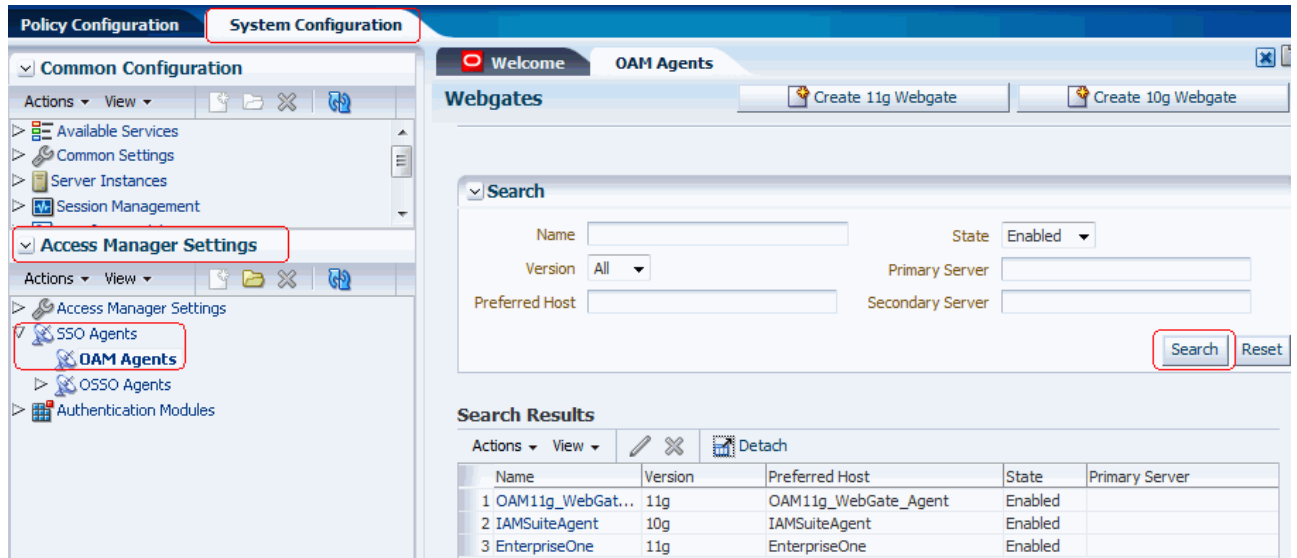 Policy Configuration System Configuration
Common Configuration
Actions View
Available Services
Common Settings
Server Instances
Session Management
Access Manager Settings
Actions View
Access Manager Settings
SSO Agents
OAM Agents
OSSO Agents
Authentication Modules
Welcome OAM Agents
Webgates Create 11g Webgate Create 10g Webgate
Search
Name State Enabled
Version All Primary Server
Preferred Host Secondary Server
Search Reset
Search Results
Actions View Detach
Name Version Preferred Host State Primary Server
1 OAM11g_WebGat... 11g OAM11g_WebGate_Agent Enabled
2 IAMSuiteAgent 10g IAMSuiteAgent Enabled
3 EnterpriseOne 11g EnterpriseOne Enabled